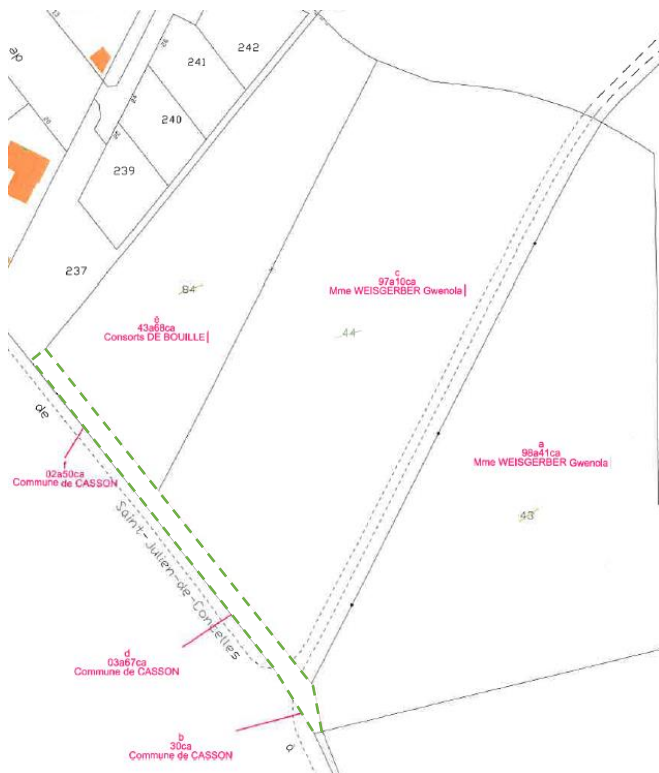 242
241
240
239
237
de
84
e
43a68ca
Consorts DE BOUILLE
c
97a10ca
Mme WEISGERBER Gwenola
44
a
98a41ca
Mme WEISGERBER Gwenola
43
de
f
02a50ca
Commune de CASSON
Saint-Julien-de-Concelles
d
03a67ca
Commune de CASSON
b
30ca
Commune de CASSON
à